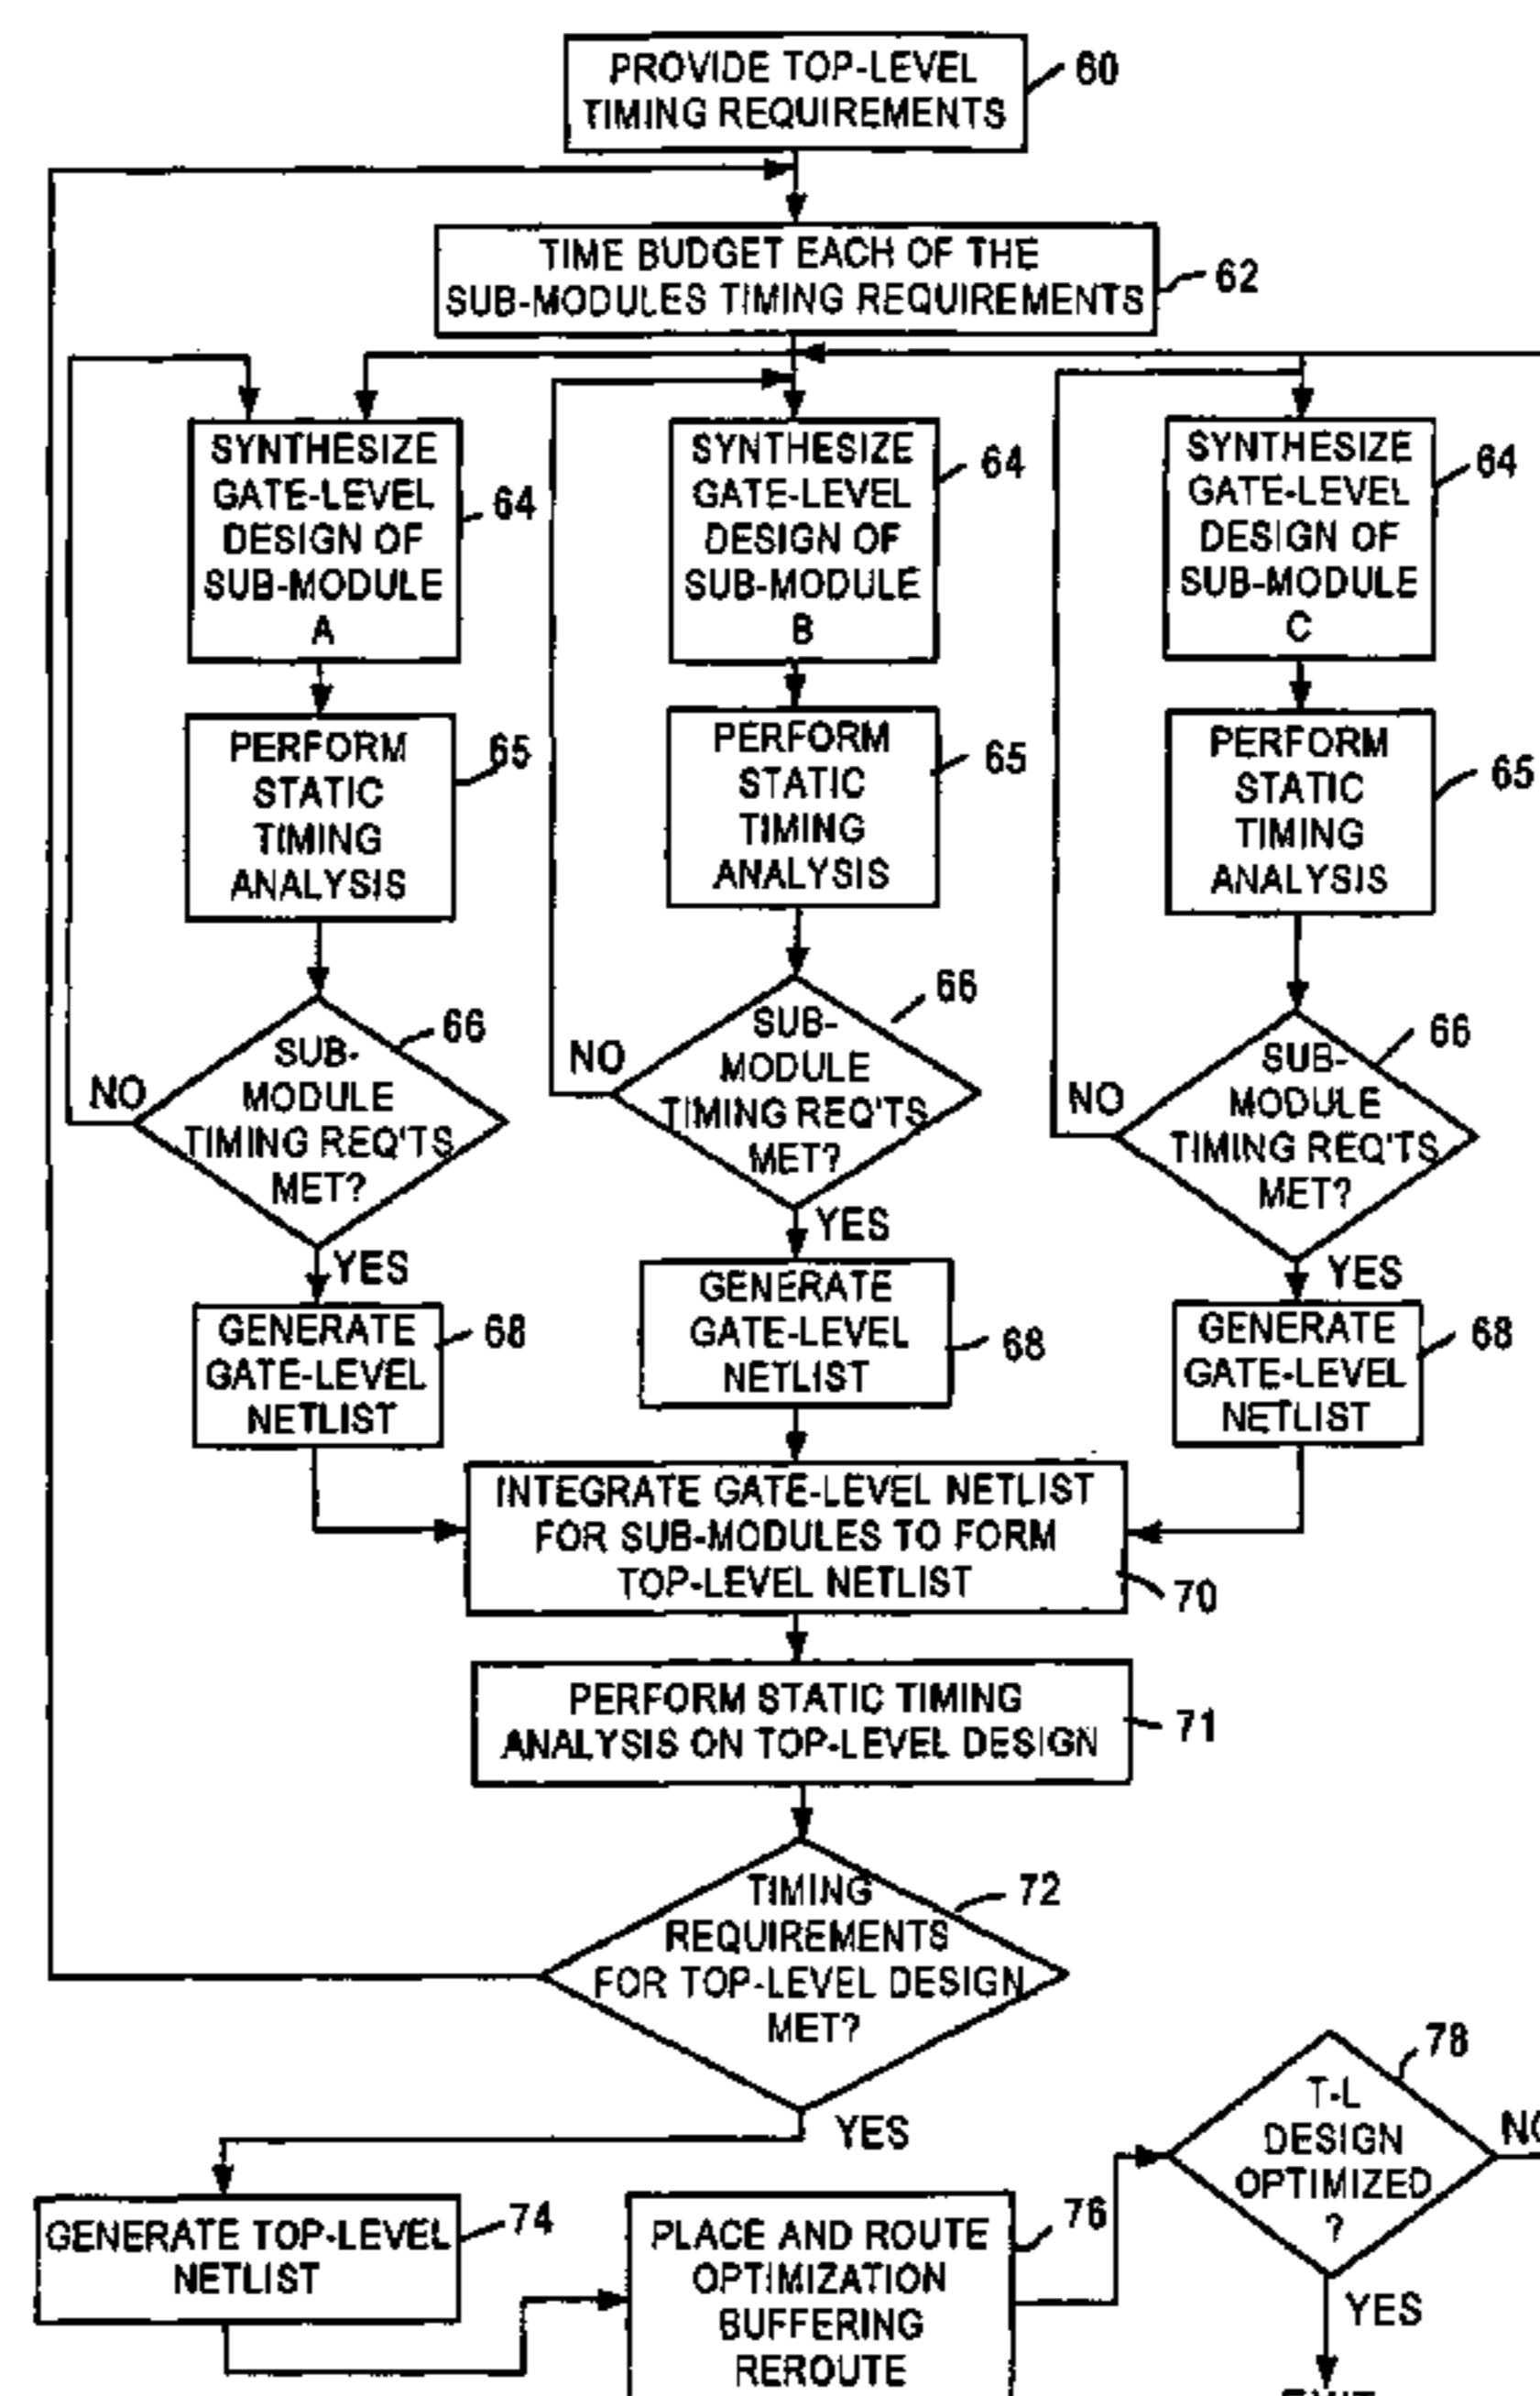 PROVIDE TOP-LEVEL
TIMING REQUIREMENTS
60
TIME BUDGET EACH OF THE
SUB-MODULES TIMING REQUIREMENTS
62
SYNTHESIZE
GATE-LEVEL
DESIGN OF
SUB-MODULE
A
64
SYNTHESIZE
GATE-LEVEL
DESIGN OF
SUB-MODULE
B
64
SYNTHESIZE
GATE-LEVEL
DESIGN OF
SUB-MODULE
C
64
PERFORM
STATIC
TIMING
ANALYSIS
65
PERFORM
STATIC
TIMING
ANALYSIS
65
PERFORM
STATIC
TIMING
ANALYSIS
65
SUB-
MODULE
TIMING REQ'TS
MET?
66
NO
YES
SUB-
MODULE
TIMING REQ'TS
MET?
66
NO
YES
SUB-
MODULE
TIMING REQ'TS
MET?
66
NO
YES
GENERATE
GATE-LEVEL
NETLIST
68
GENERATE
GATE-LEVEL
NETLIST
68
GENERATE
GATE-LEVEL
NETLIST
68
INTEGRATE GATE-LEVEL NETLIST
FOR SUB-MODULES TO FORM
TOP-LEVEL NETLIST
70
PERFORM STATIC TIMING
ANALYSIS ON TOP-LEVEL DESIGN
71
TIMING
REQUIREMENTS
FOR TOP-LEVEL DESIGN
MET?
72
YES
GENERATE TOP-LEVEL
NETLIST
74
PLACE AND ROUTE
OPTIMIZATION
BUFFERING
REROUTE
76
T-L
DESIGN
OPTIMIZED
?
78
NO
YES